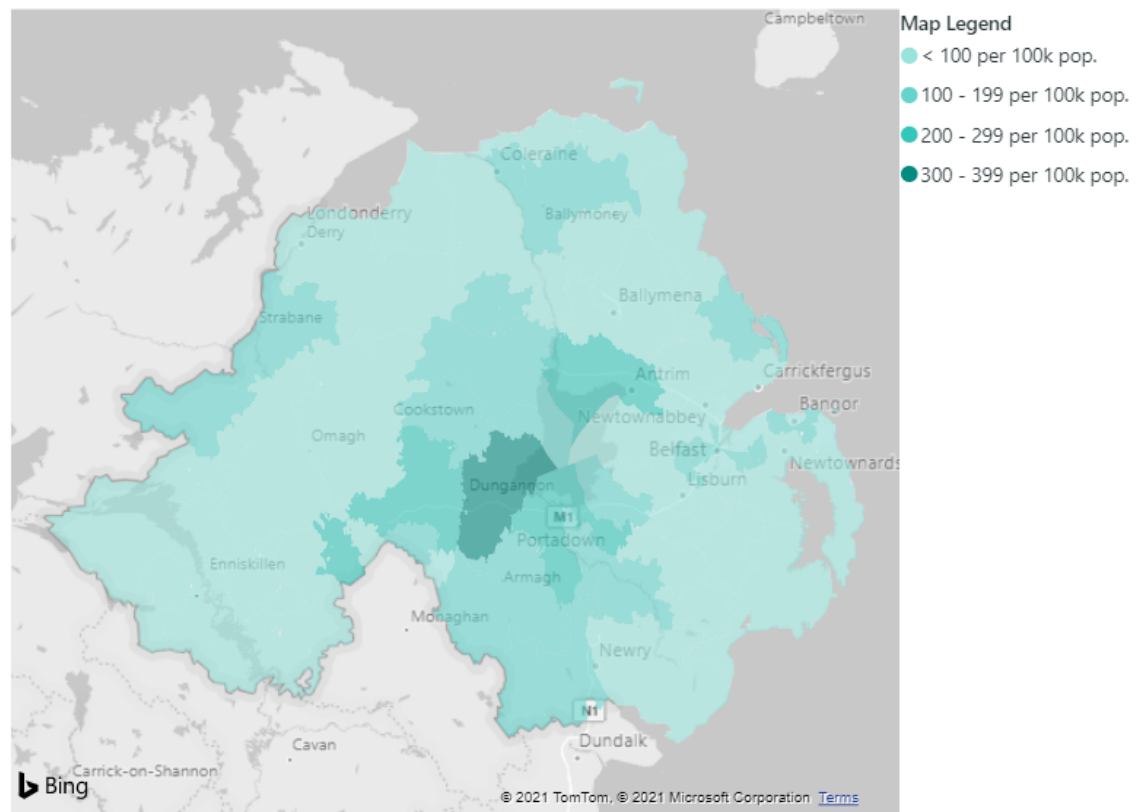 Campbeltown
Map Legend
< 100 per 100k pop.
100 - 199 per 100k pop.
200 - 299 per 100k pop.
300 - 399 per 100k pop.
Coleraine
Londonderry
Derry
Ballymoney
Ballymena
Strabane
Antrim
Carrickfergus
Cookstown
Newtownabbey
Bangor
Omagh
Belfast
Newtownards
Dungannon
Lisburn
M1
Portadown
Enniskillen
Armagh
Monaghan
Newry
N1
Dundalk
Cavan
Carrick-on-Shannon
Bing
© 2021 TomTom, © 2021 Microsoft Corporation Terms